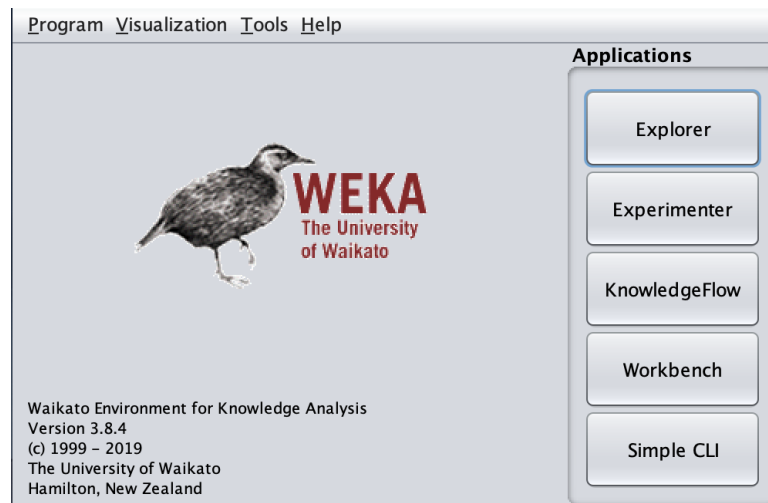 Program Visualization Tools Help
Applications
Explorer
Experimenter
KnowledgeFlow
Workbench
Simple CLI
WEKA
The University
of Waikato
Waikato Environment for Knowledge Analysis
Version 3.8.4
(c) 1999 – 2019
The University of Waikato
Hamilton, New Zealand